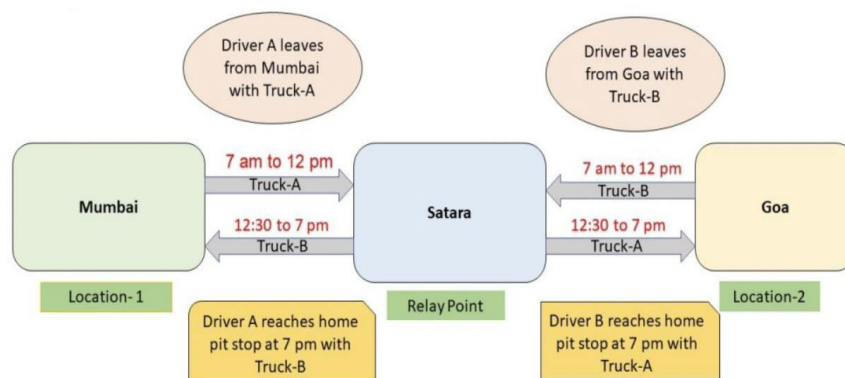 Driver A leaves
from Mumbai
with Truck-A
Driver B leaves
from Goa with
Truck-B
Mumbai
7 am to 12 pm
Truck-A
12:30 to 7 pm
Truck-B
Satara
7 am to 12 pm
Truck-B
12:30 to 7 pm
Truck-A
Goa
Location- 1
Relay Point
Location-2
Driver A reaches home
pit stop at 7 pm with
Truck-B
Driver B reaches home
pit stop at 7 pm with
Truck-A